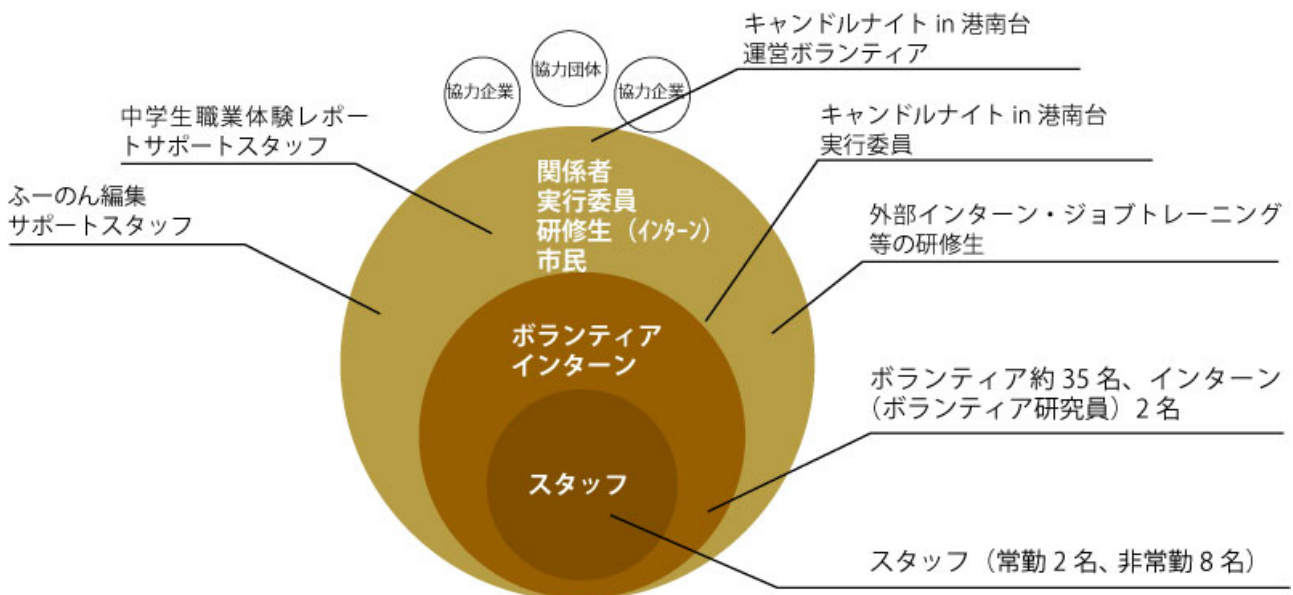 キャンドルナイト in 港南台
運営ボランティア
協力企業
協力団体
協力企業
中学生職業体験レポー
トサポートスタッフ
キャンドルナイト in 港南台
実行委員
ふーのん編集
サポートスタッフ
関係者
実行委員
研修生（インターン）
市民
外部インターン・ジョブトレーニング
等の研修生
ボランティア
インターン
ボランティア約 35 名、インターン
（ボランティア研究員）2 名
スタッフ
スタッフ（常勤 2 名、非常勤 8 名）